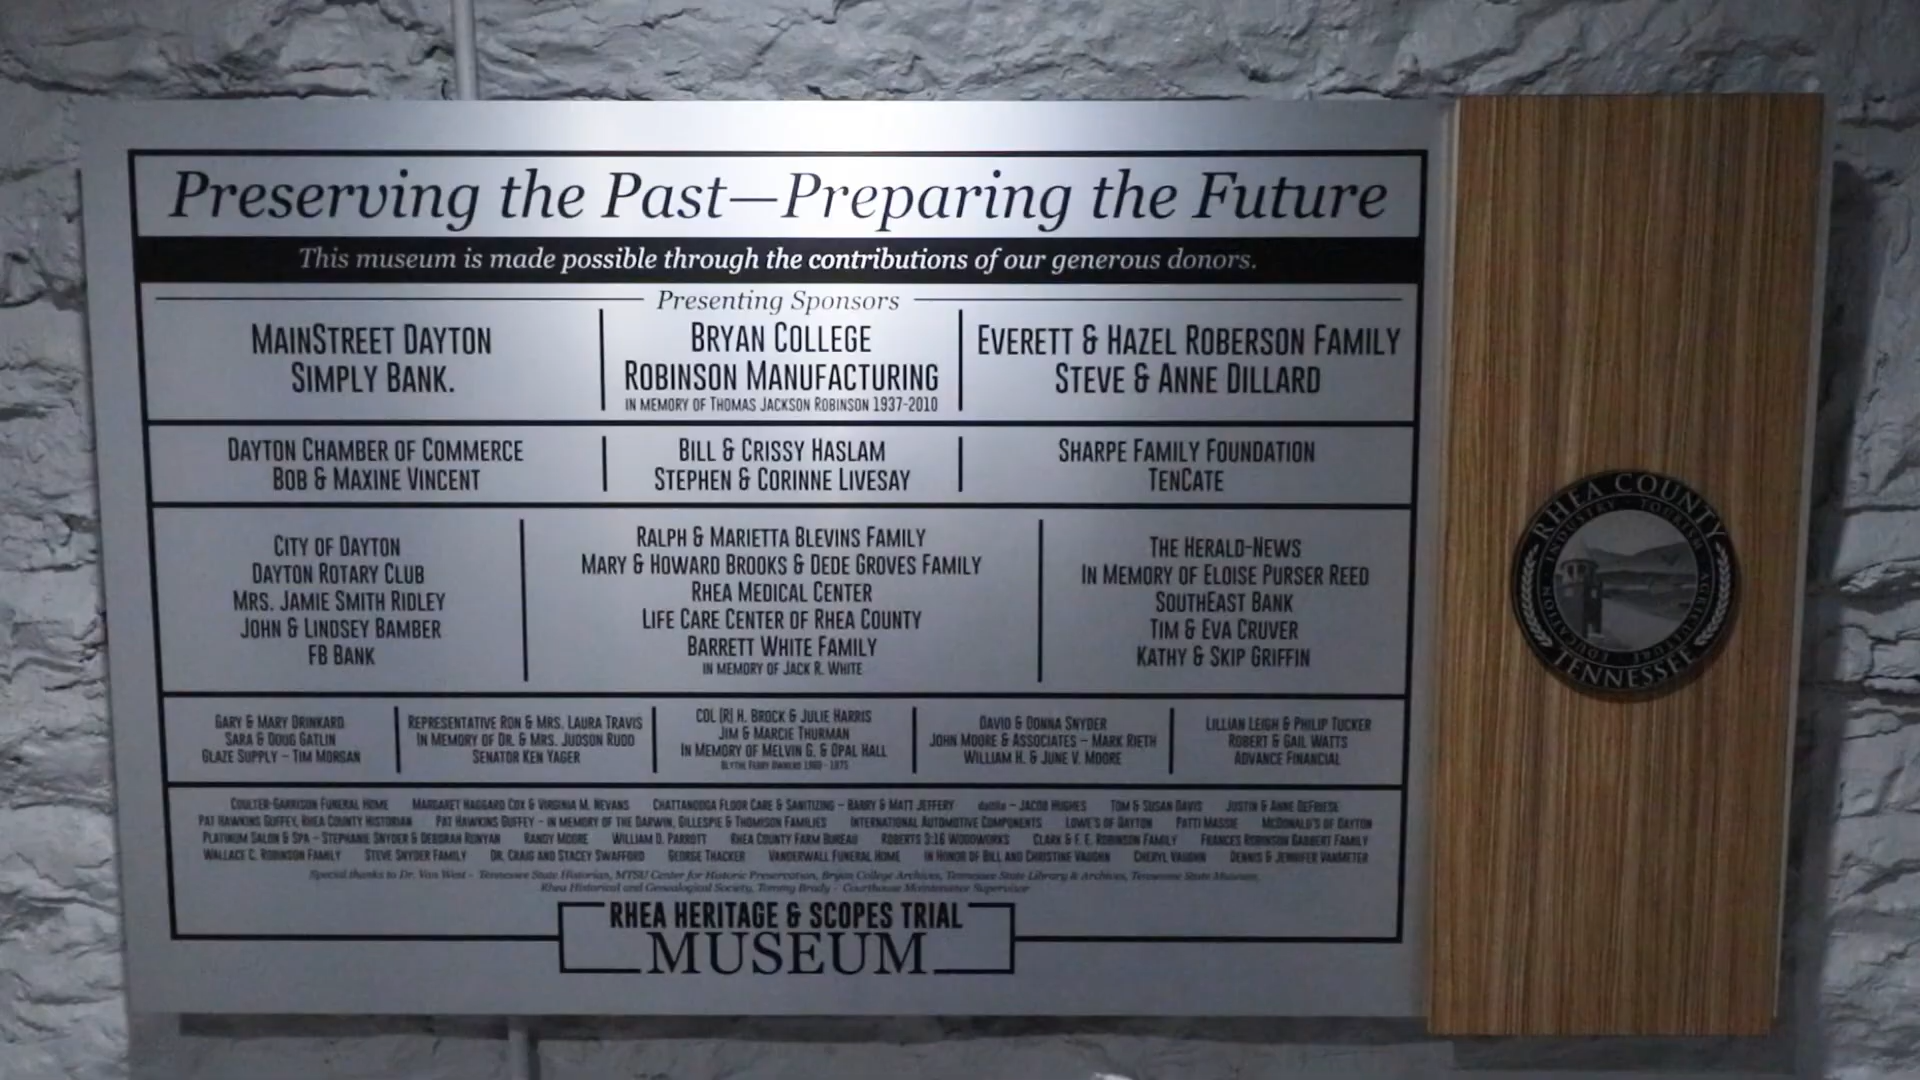 Preserving the Past—Preparing the Future
This museum is made possible through the contributions of our generous donors.
Presenting Sponsors
MAINSTREET DAYTON
SIMPLY BANK.
BRYAN COLLEGE
ROBINSON MANUFACTURING
IN MEMORY OF THOMAS JACKSON ROBINSON 1937-2010
EVERETT & HAZEL ROBERSON FAMILY
STEVE & ANNE DILLARD
DAYTON CHAMBER OF COMMERCE
BOB & MAXINE VINCENT
BILL & CRISSY HASLAM
STEPHEN & CORINNE LIVESAY
SHARPE FAMILY FOUNDATION
TENCATE
CITY OF DAYTON
DAYTON ROTARY CLUB
MRS. JAMIE SMITH RIDLEY
JOHN & LINDSEY BAMBER
FB BANK
RALPH & MARIETTA BLEVINS FAMILY
MARY & HOWARD BROOKS & DEDE GROVES FAMILY
RHEA MEDICAL CENTER
LIFE CARE CENTER OF RHEA COUNTY
BARRETT WHITE FAMILY
IN MEMORY OF JACK R. WHITE
THE HERALD-NEWS
IN MEMORY OF ELOISE PURSER REED
SOUTHEAST BANK
TIM & EVA CRUVER
KATHY & SKIP GRIFFIN
GARY & MARY DRINKARD
SARA & DOUG GATLIN
GLAZE SUPPLY – TIM MORGAN
REPRESENTATIVE RON & MRS. LAURA TRAVIS
IN MEMORY OF DR. & MRS. JUDSON RUDD
SENATOR KEN YAGER
COL (R) H. BROCK & JULIE HARRIS
JIM & MARCIE THURMAN
IN MEMORY OF MELVIN G. & OPAL HALL
BLYTHE FERRY OWNERS
DAVID & DONNA SNYDER
JOHN MOORE & ASSOCIATES – MARK RIETH
WILLIAM H. & JUNE V. MOORE
LILLIAN LEIGH & PHILIP TUCKER
ROBERT & GAIL WATTS
ADVANCE FINANCIAL
COULTER-GARRISON FUNERAL HOME MARGARET HAGGARD COX & VIRGINIA M. NEVANS CHATTANOOGA FLOOR CARE & SANITIZING – BARRY & MATT JEFFERY – JACOB HUGHES TOM & SUSAN DAVIS JUSTIN & ANNE DEFRIESE
PAT HAWKINS GUFFEY, RHEA COUNTY HISTORIAN PAT HAWKINS GUFFEY – IN MEMORY OF THE DARWIN, GILLESPIE & THOMISON FAMILIES INTERNATIONAL AUTOMOTIVE COMPONENTS LOWE'S OF DAYTON PATTI MASSIE MCDONALD'S OF DAYTON
PLATINUM SALON & SPA – STEPHANIE SNYDER & DEBORAH RUNYAN RANDY MOORE WILLIAM D. PARROTT RHEA COUNTY FARM BUREAU ROBERTS 3:16 WOODWORKS CLARK & F. E. ROBINSON FAMILY FRANCES ROBINSON GABBERT FAMILY
WALLACE C. ROBINSON FAMILY STEVE SNYDER FAMILY DR. CRAIG AND STACEY SWAFFORD GEORGE THACKER VANDERWALL FUNERAL HOME IN HONOR OF BILL AND CHRISTINE VAUGHN CHERYL VAUGHN DENNIS & JENNIFER VANMETER
Special thanks to Dr. Van West - Tennessee State Historian, MTSU Center for Historic Preservation, Bryan College Archives, Tennessee State Library & Archives, Tennessee State Museum,
Rhea Historical and Genealogical Society, Tommy Brady - Courthouse Maintenance Supervisor
RHEA HERITAGE & SCOPES TRIAL
MUSEUM
RHEA COUNTY
INDUSTRY · TOURISM · AGRICULTURE · EDUCATION
TENNESSEE